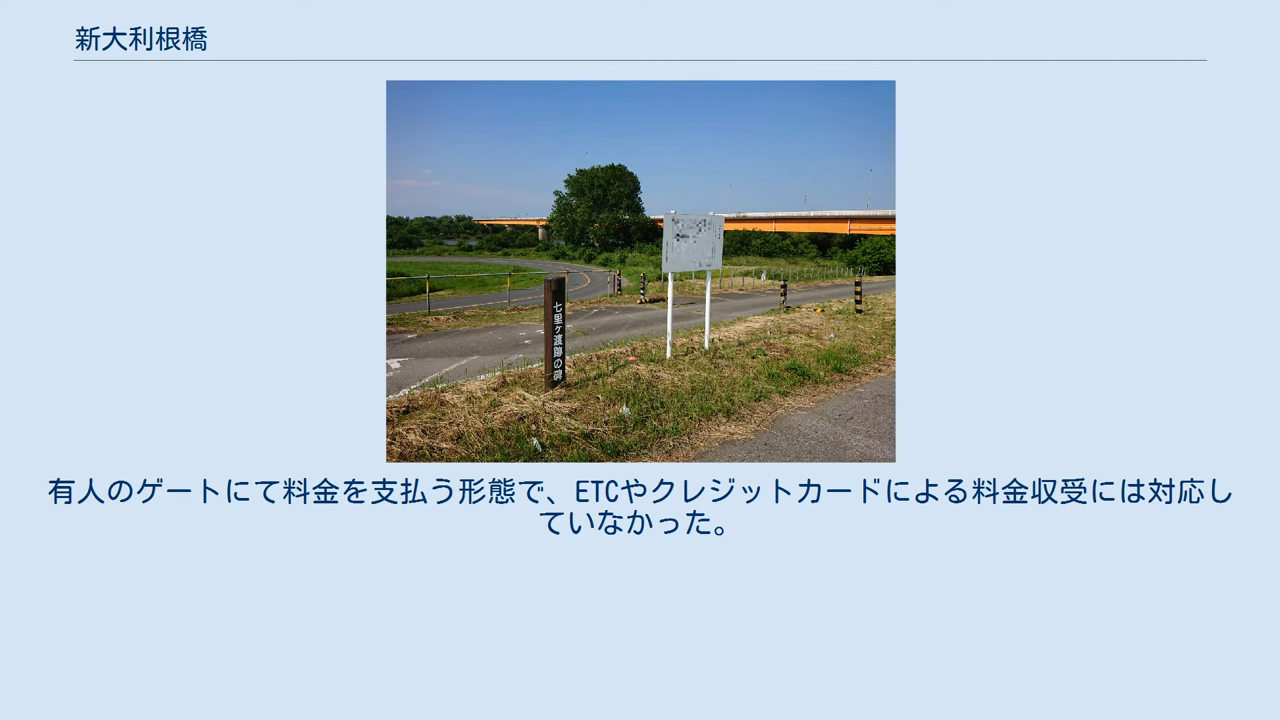 新大利根橋
七里ヶ渡跡の碑
有人のゲートにて料金を支払う形態で、ETCやクレジットカードによる料金収受には対応し
ていなかった。